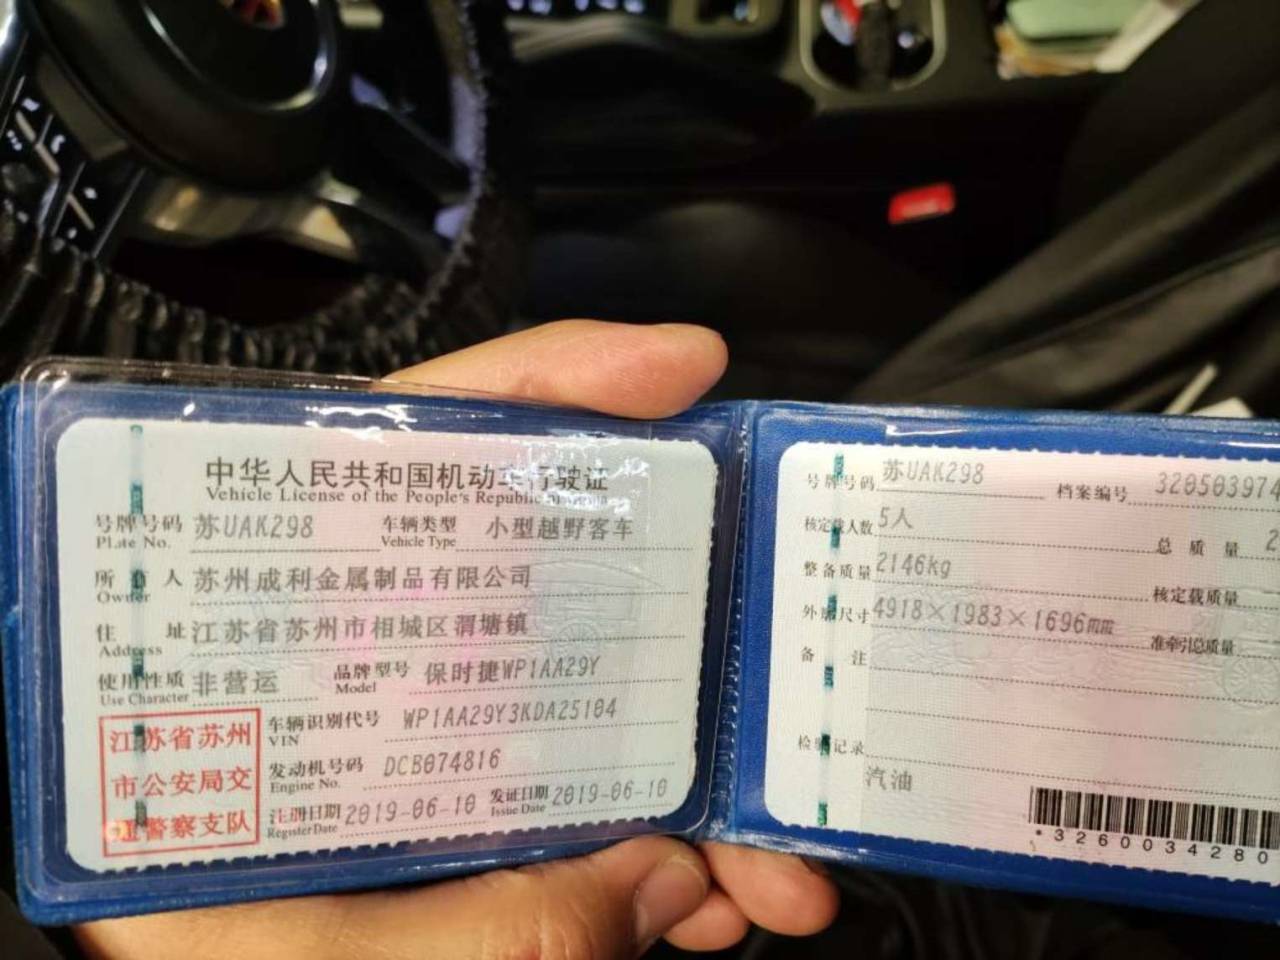 中华人民共和国机动车行驶证
Vehicle License of the People's Republic of China
号牌号码 苏UAK298 车辆类型 小型越野客车
Plate No. Vehicle Type
所有人 苏州成利金属制品有限公司
Owner
住址 江苏省苏州市相城区渭塘镇
Address
使用性质 非营运 品牌型号 保时捷WP1AA29Y
Use Character Model
江苏省苏州
市公安局交
警察支队
车辆识别代号 WP1AA29Y3KDA25104
VIN
发动机号码 DCB074816
Engine No.
注册日期 2019-06-10 发证日期 2019-06-10
Register Date Issue Date
号牌号码 苏UAK298 档案编号 320503974
核定载人数 5人 总质量 2
整备质量 2146kg 核定载质量
外廓尺寸 4918×1983×1696mm 准牵引总质量
备注
检验记录
汽油
*3260034280